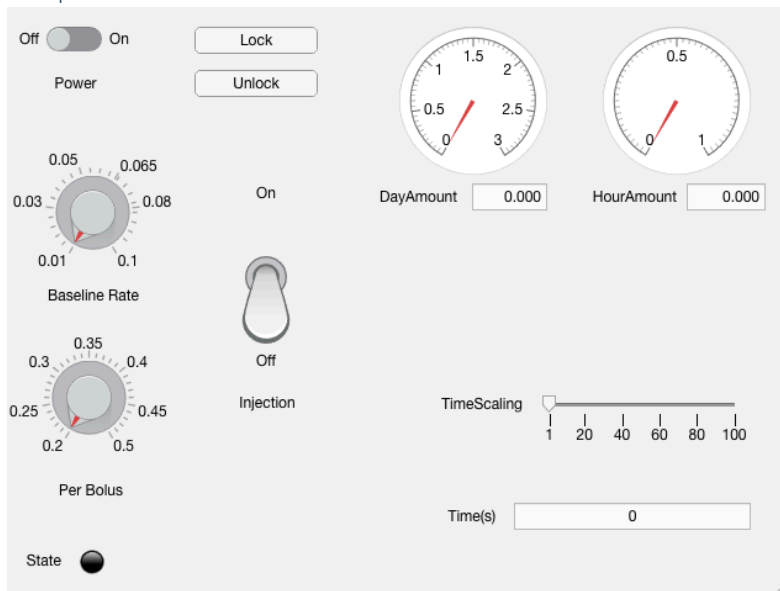 Off On
Power
Lock
Unlock
0 0.5 1 1.5 2 2.5 3
DayAmount 0.000
0 0.5 1
HourAmount 0.000
0.01 0.03 0.05 0.065 0.08 0.1
Baseline Rate
On
Off
Injection
0.2 0.25 0.3 0.35 0.4 0.45 0.5
Per Bolus
TimeScaling
1 20 40 60 80 100
Time(s) 0
State